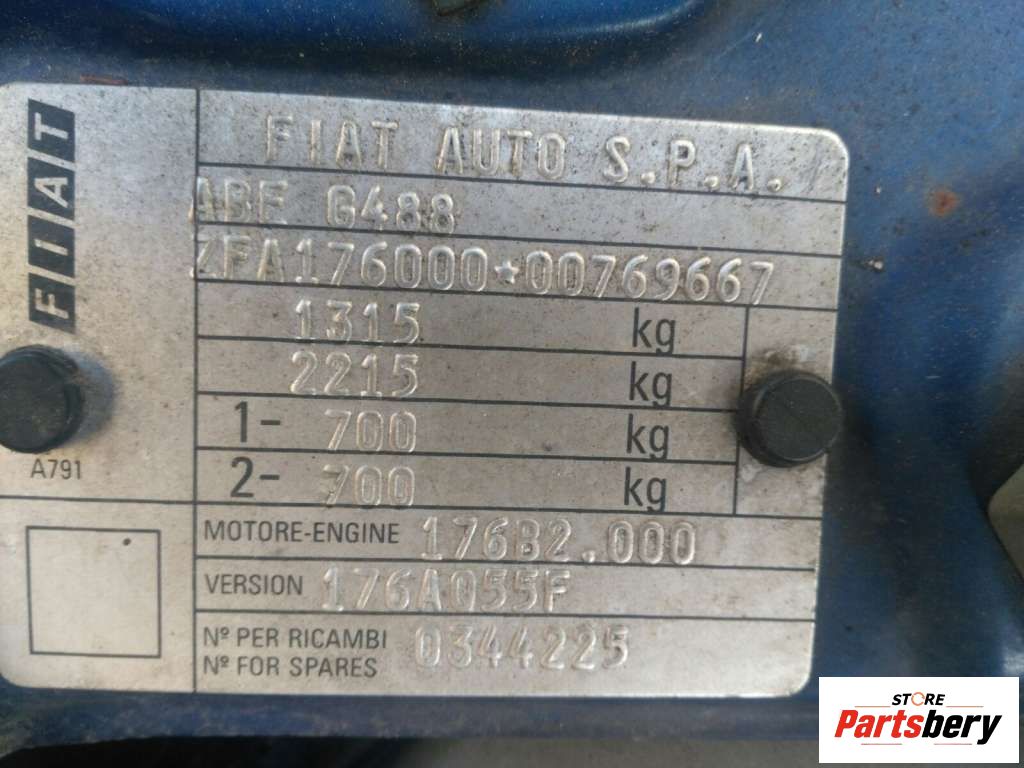 FIAT
FIAT AUTO S.P.A.
ABE G488
ZFA176000*00769667
1315 kg
2215 kg
1- 700 kg
2- 700 kg
A791
MOTORE-ENGINE 176B2.000
VERSION 176A055F
Nº PER RICAMBI 0344225
Nº FOR SPARES
STORE
Partsbery